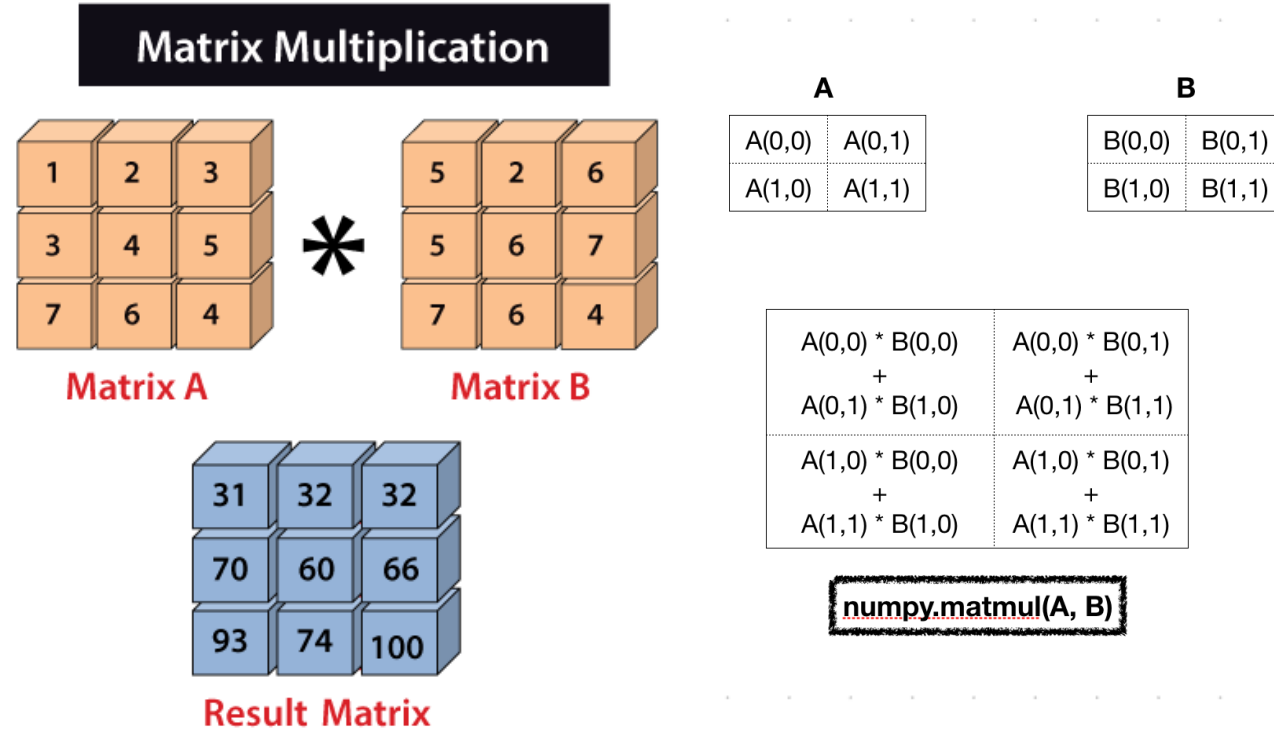 Matrix Multiplication
1 2 3
3 4 5
7 6 4
*
5 2 6
5 6 7
7 6 4
Matrix A
Matrix B
31 32 32
70 60 66
93 74 100
Result Matrix
A
A(0,0) A(0,1)
A(1,0) A(1,1)
B
B(0,0) B(0,1)
B(1,0) B(1,1)
A(0,0) * B(0,0)
+
A(0,1) * B(1,0)
A(0,0) * B(0,1)
+
A(0,1) * B(1,1)
A(1,0) * B(0,0)
+
A(1,1) * B(1,0)
A(1,0) * B(0,1)
+
A(1,1) * B(1,1)
numpy.matmul(A, B)